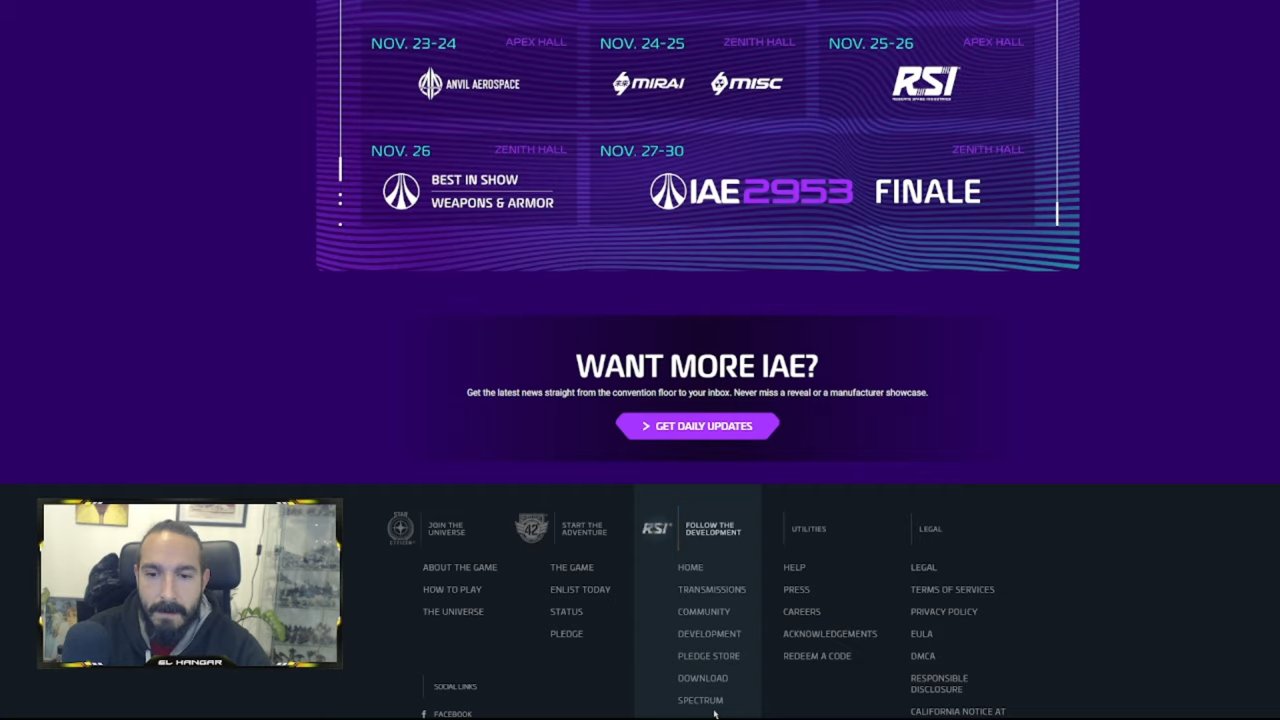 NOV. 23-24 APEX HALL
ANVIL AEROSPACE
NOV. 24-25 ZENITH HALL
MIRAI MISC
NOV. 25-26 APEX HALL
RSI
NOV. 26 ZENITH HALL
BEST IN SHOW
WEAPONS & ARMOR
NOV. 27-30 ZENITH HALL
IAE 2953 FINALE
WANT MORE IAE?
Get the latest news straight from the convention floor to your inbox. Never miss a reveal or a manufacturer showcase.
> GET DAILY UPDATES
STAR
JOIN THE
UNIVERSE
ABOUT THE GAME
HOW TO PLAY
THE UNIVERSE
SOCIAL LINKS
FACEBOOK
42
START THE
ADVENTURE
THE GAME
ENLIST TODAY
STATUS
PLEDGE
RSI
FOLLOW THE
DEVELOPMENT
HOME
TRANSMISSIONS
COMMUNITY
DEVELOPMENT
PLEDGE STORE
DOWNLOAD
SPECTRUM
UTILITIES
HELP
PRESS
CAREERS
ACKNOWLEDGEMENTS
REDEEM A CODE
LEGAL
LEGAL
TERMS OF SERVICES
PRIVACY POLICY
EULA
DMCA
RESPONSIBLE
DISCLOSURE
CALIFORNIA NOTICE AT
EL HANGAR